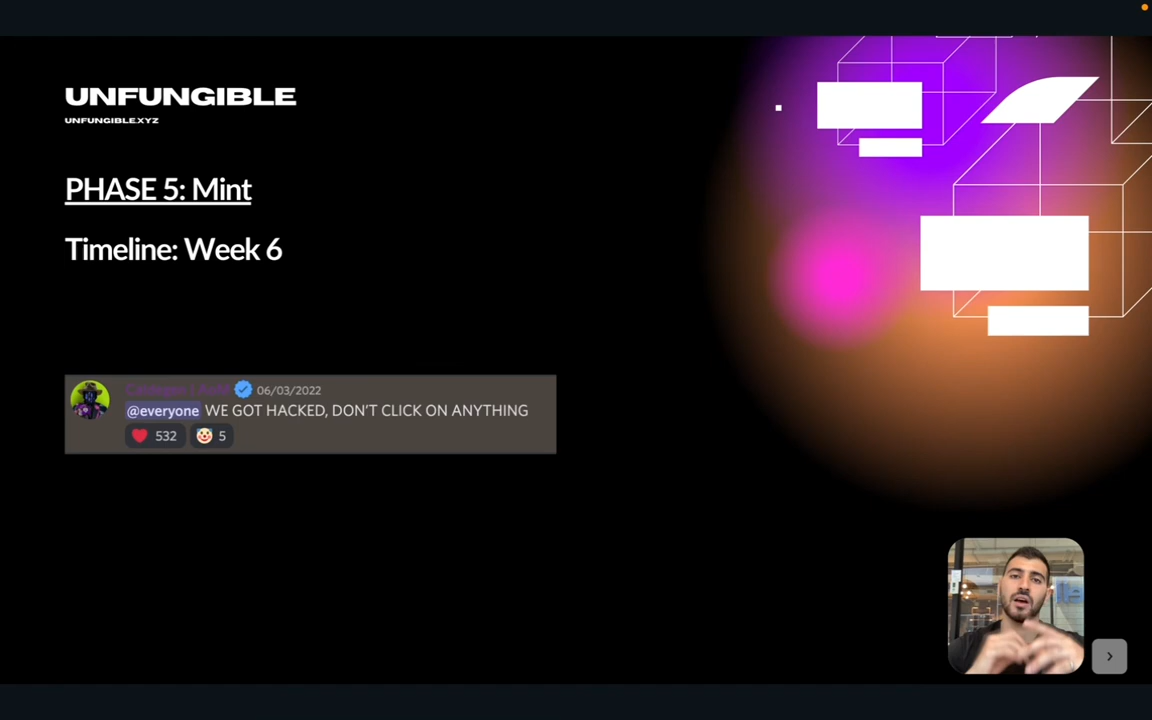 UNFUNGIBLE
UNFUNGIBLE.XYZ
PHASE 5: Mint
Timeline: Week 6
06/03/2022
@everyone WE GOT HACKED, DON'T CLICK ON ANYTHING
532 5